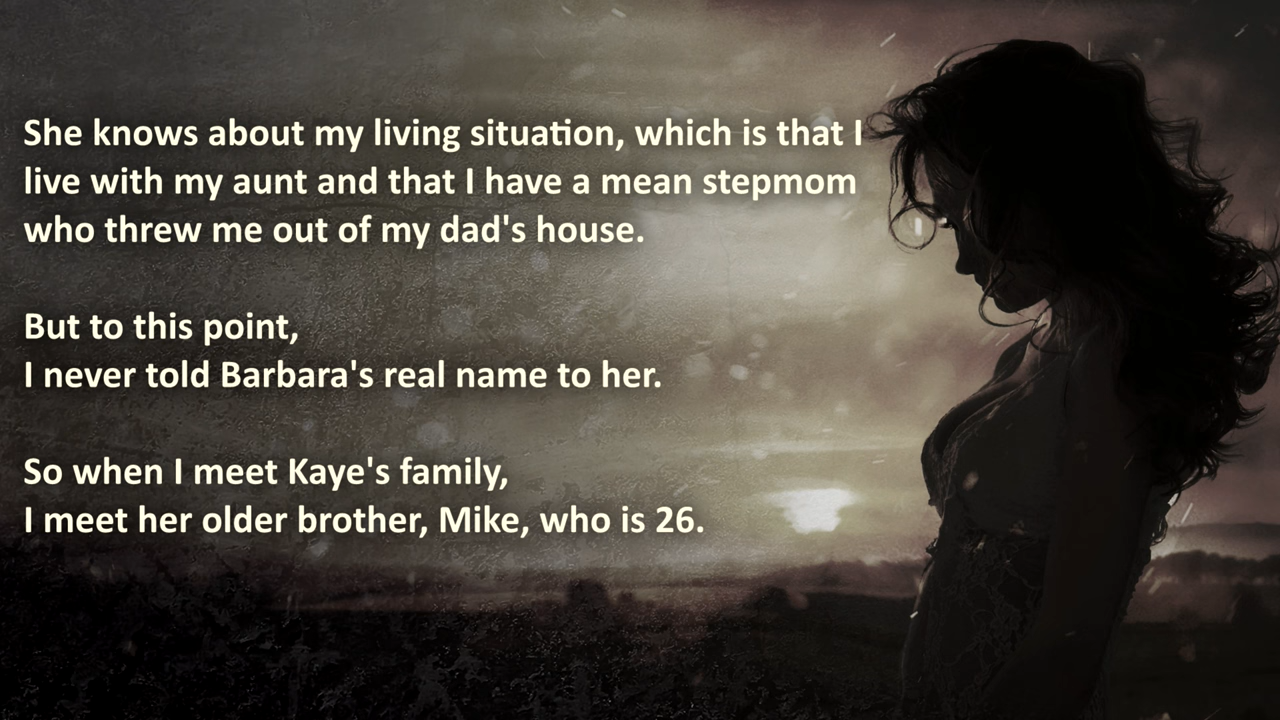 She knows about my living situation, which is that I
live with my aunt and that I have a mean stepmom
who threw me out of my dad's house.
But to this point,
I never told Barbara's real name to her.
So when I meet Kaye's family,
I meet her older brother, Mike, who is 26.